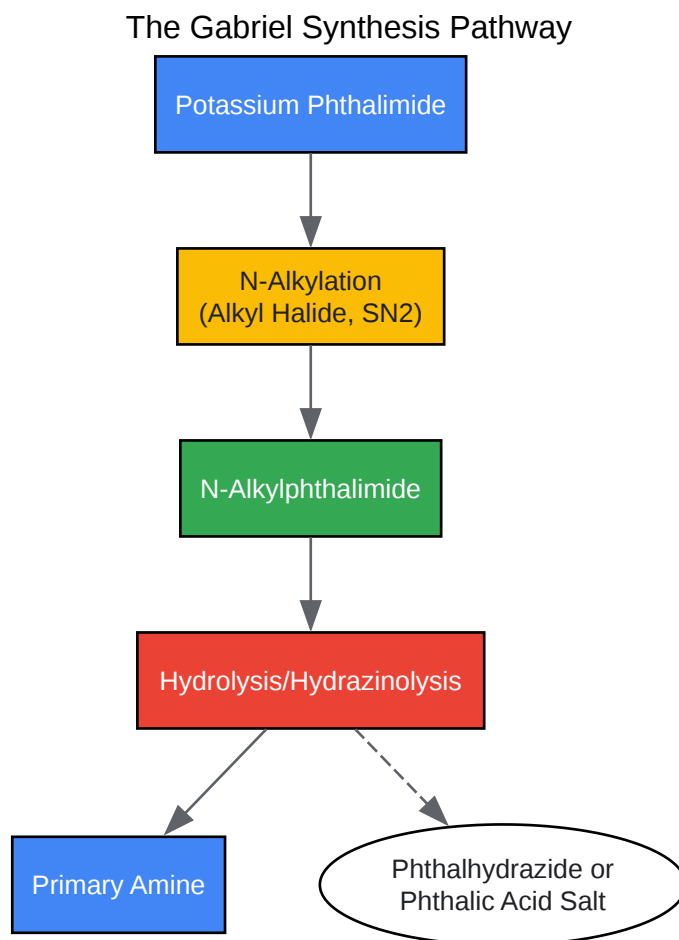 The Gabriel Synthesis Pathway
Potassium Phthalimide
N-Alkylation
(Alkyl Halide, SN2)
N-Alkylphthalimide
Hydrolysis/Hydrazinolysis
Primary Amine
Phthalhydrazide or
Phthalic Acid Salt